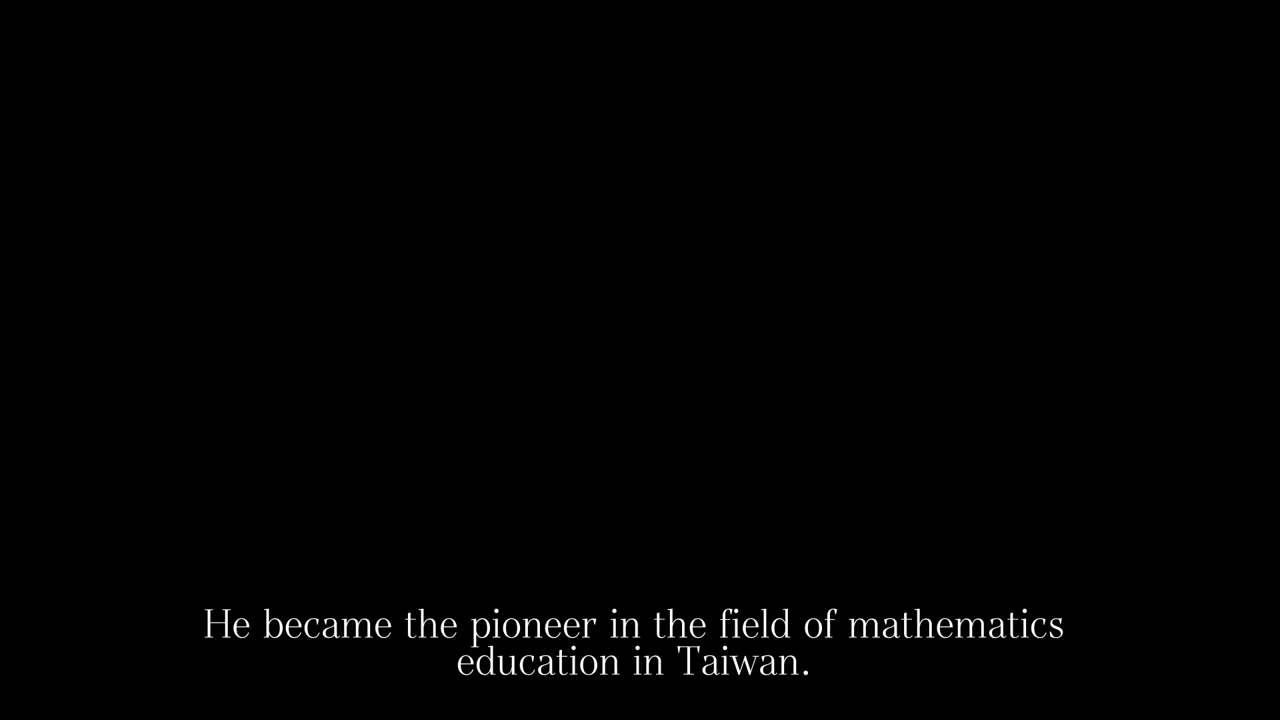 He became the pioneer in the field of mathematics
education in Taiwan.